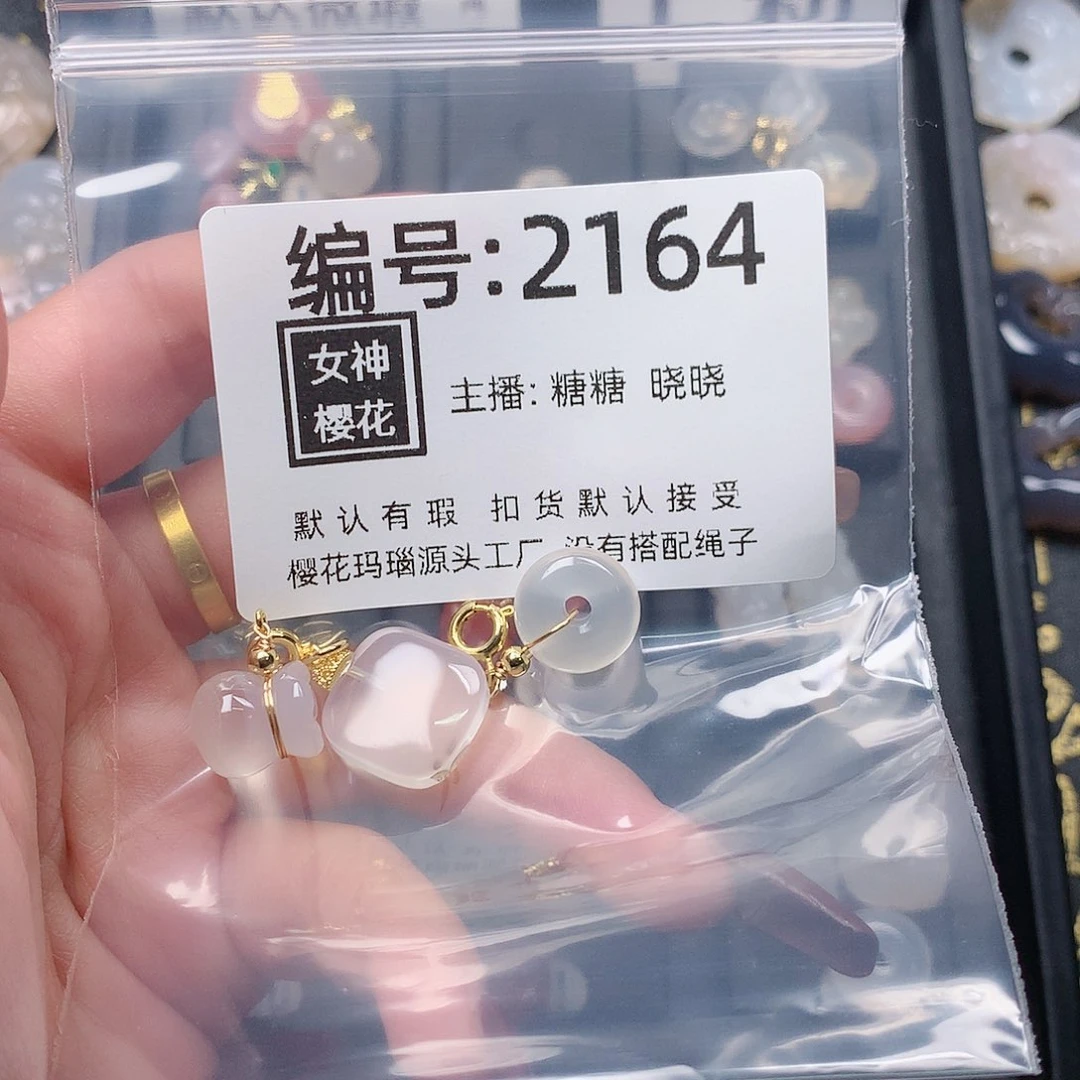 编号:2164
女神
樱花
主播: 糖糖 晓晓
默认有瑕 扣货默认接受
樱花玛瑙源头工厂 没有搭配绳子